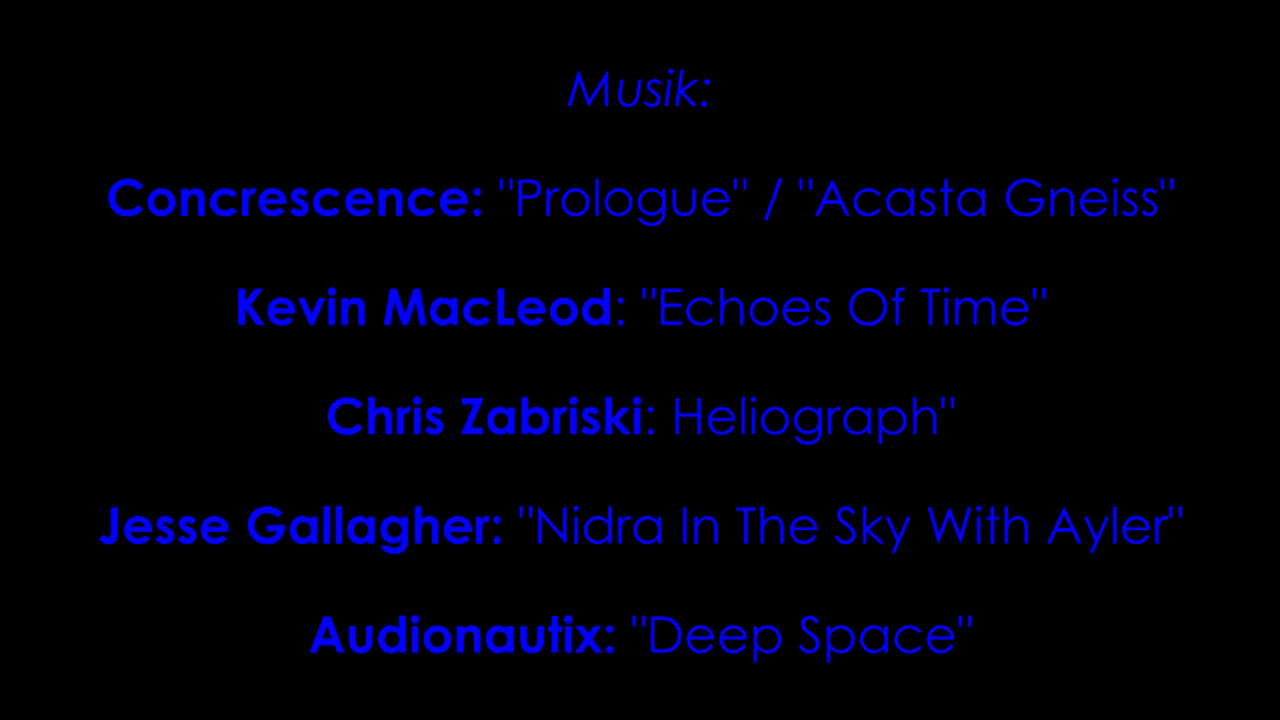 Musik:
Concrescence: "Prologue" / "Acasta Gneiss"
Kevin MacLeod: "Echoes Of Time"
Chris Zabriski: Heliograph"
Jesse Gallagher: "Nidra In The Sky With Ayler"
Audionautix: "Deep Space"